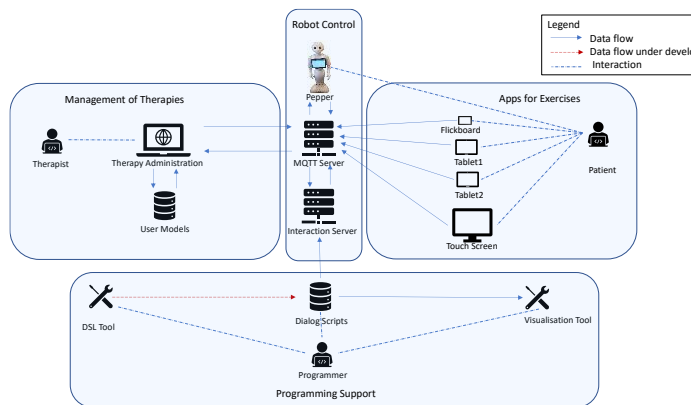 Robot Control
Legend
Data flow
Data flow under develo
Interaction
Management of Therapies
Apps for Exercises
Pepper
Flickboard
Therapist
Therapy Administration
MQTT Server
Tablet1
Patient
Tablet2
User Models
Interaction Server
Touch Screen
DSL Tool
Dialog Scripts
Visualisation Tool
Programmer
Programming Support